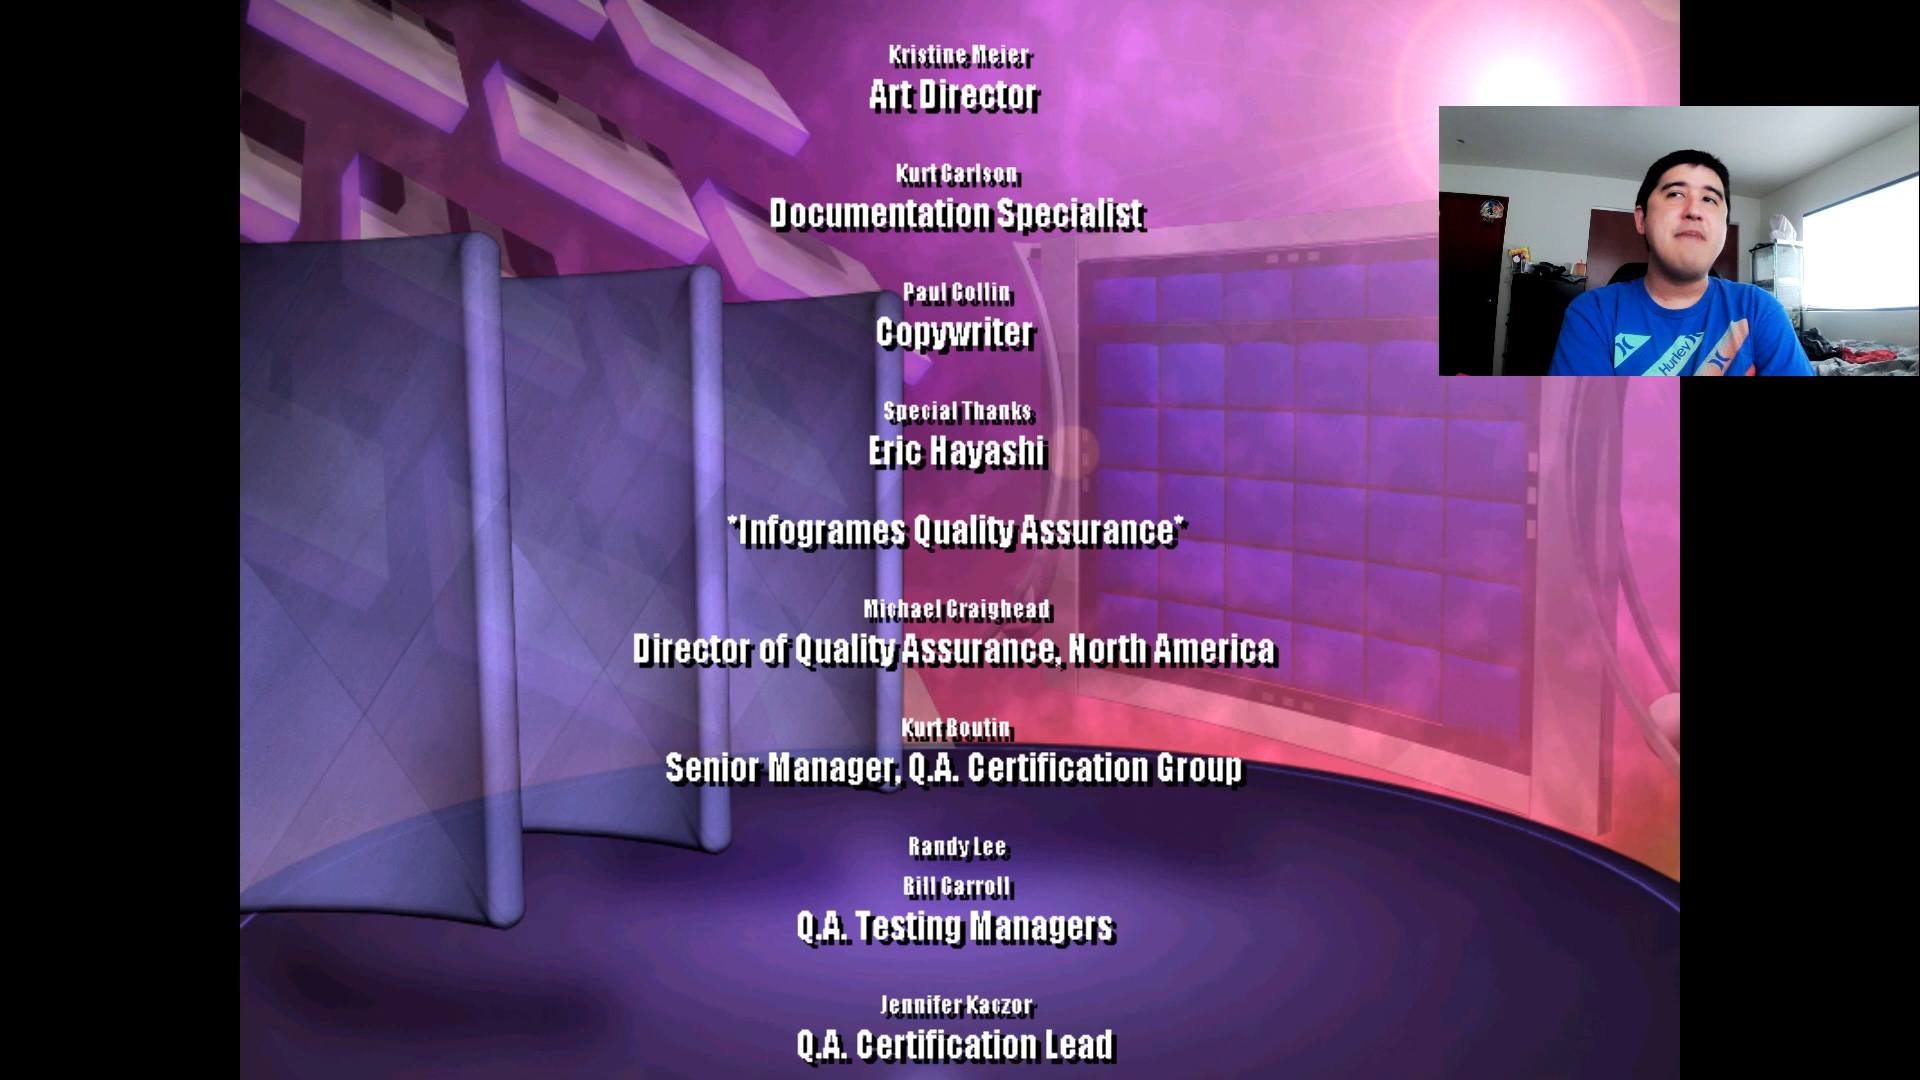 Kristine Meier
Art Director
Kurt Carlson
Documentation Specialist
Paul Collin
Copywriter
Special Thanks
Eric Hayashi
*Infogrames Quality Assurance*
Michael Craighead
Director of Quality Assurance, North America
Kurt Boutin
Senior Manager, Q.A. Certification Group
Randy Lee
Bill Carroll
Q.A. Testing Managers
Jennifer Kaczor
Q.A. Certification Lead
Hurley